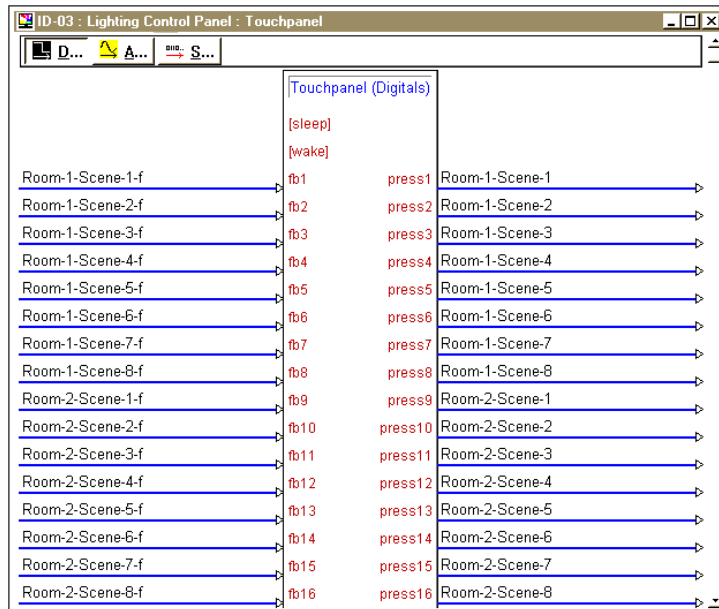 ID-03 : Lighting Control Panel : Touchpanel
D... A... S...
Touchpanel (Digitals)
[sleep]
[wake]
Room-1-Scene-1-f fb1 press1 Room-1-Scene-1
Room-1-Scene-2-f fb2 press2 Room-1-Scene-2
Room-1-Scene-3-f fb3 press3 Room-1-Scene-3
Room-1-Scene-4-f fb4 press4 Room-1-Scene-4
Room-1-Scene-5-f fb5 press5 Room-1-Scene-5
Room-1-Scene-6-f fb6 press6 Room-1-Scene-6
Room-1-Scene-7-f fb7 press7 Room-1-Scene-7
Room-1-Scene-8-f fb8 press8 Room-1-Scene-8
Room-2-Scene-1-f fb9 press9 Room-2-Scene-1
Room-2-Scene-2-f fb10 press10 Room-2-Scene-2
Room-2-Scene-3-f fb11 press11 Room-2-Scene-3
Room-2-Scene-4-f fb12 press12 Room-2-Scene-4
Room-2-Scene-5-f fb13 press13 Room-2-Scene-5
Room-2-Scene-6-f fb14 press14 Room-2-Scene-6
Room-2-Scene-7-f fb15 press15 Room-2-Scene-7
Room-2-Scene-8-f fb16 press16 Room-2-Scene-8